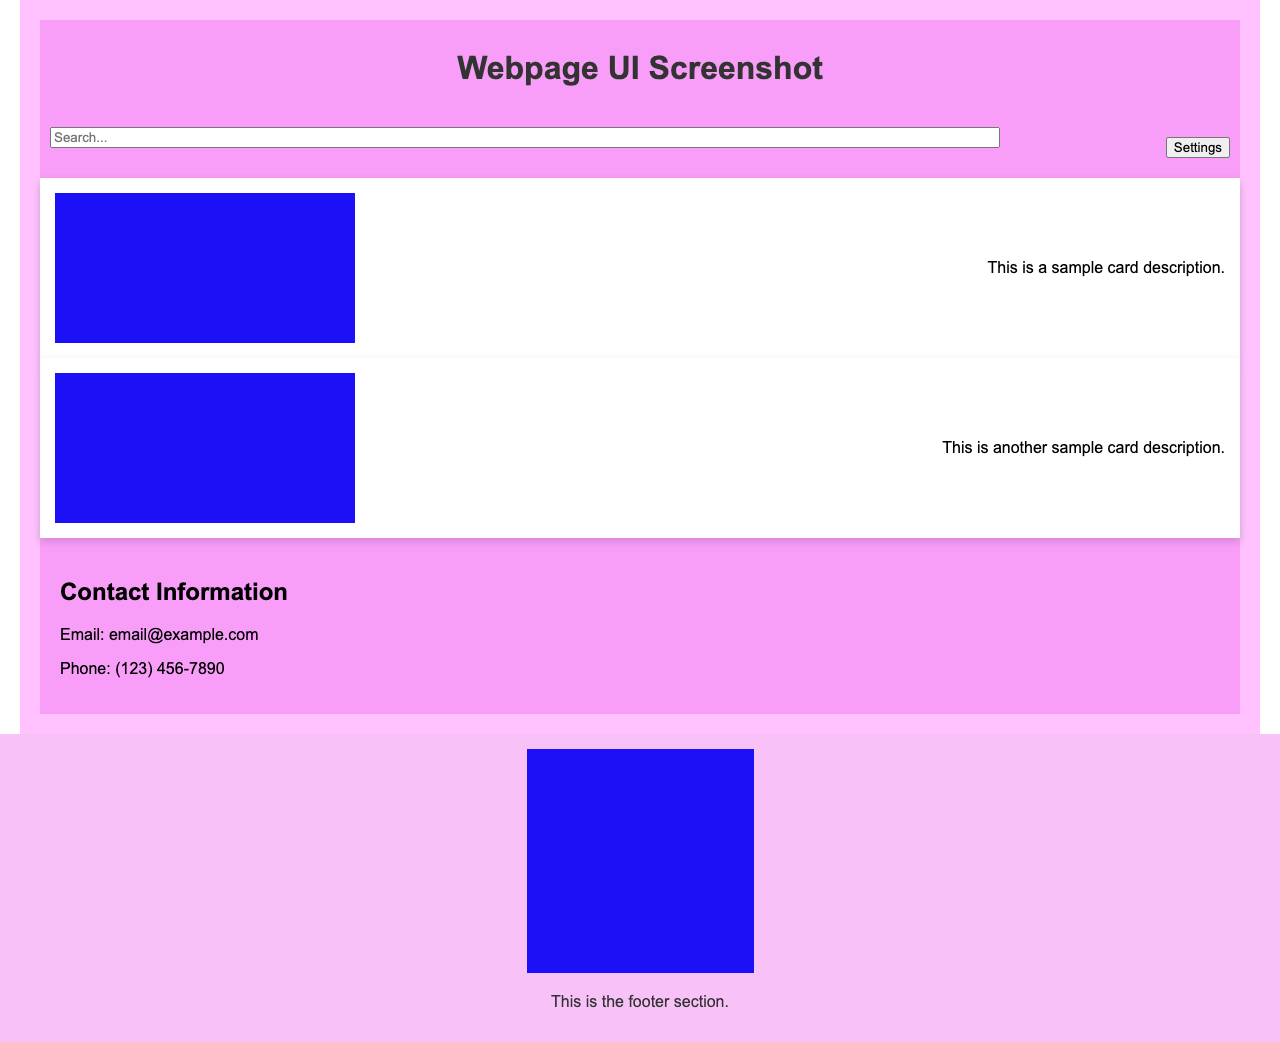 Webpage UI Screenshot
Search...
Settings
This is a sample card description.
This is another sample card description.
Contact Information
Email: email@example.com
Phone: (123) 456-7890
This is the footer section.